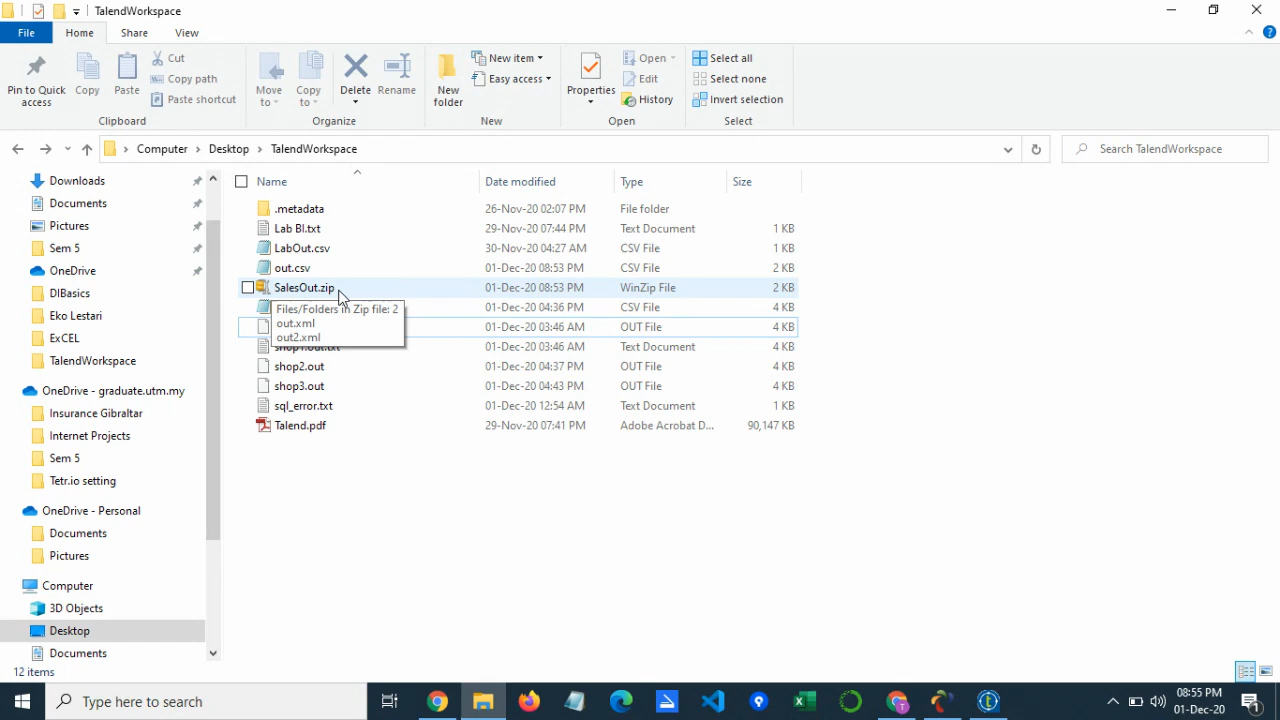 TalendWorkspace
File
Home
Share
View
Pin to Quick access
Copy
Paste
Cut
Copy path
Paste shortcut
Clipboard
Move to
Copy to
Delete
Rename
Organize
New folder
New item
Easy access
New
Properties
Open
Edit
History
Open
Select all
Select none
Invert selection
Select
Computer
Desktop
TalendWorkspace
Search TalendWorkspace
Downloads
Documents
Pictures
Sem 5
OneDrive
DIBasics
Eko Lestari
ExCEL
TalendWorkspace
OneDrive - graduate.utm.my
Insurance Gibraltar
Internet Projects
Sem 5
Tetr.io setting
OneDrive - Personal
Documents
Pictures
Computer
3D Objects
Desktop
Documents
Name Date modified Type Size
.metadata 26-Nov-20 02:07 PM File folder
Lab BI.txt 29-Nov-20 07:44 PM Text Document 1 KB
LabOut.csv 30-Nov-20 04:27 AM CSV File 2 KB
out.csv 01-Dec-20 08:53 PM CSV File 2 KB
SalesOut.zip 01-Dec-20 08:53 PM WinZip File 2 KB
01-Dec-20 04:36 PM CSV File 4 KB
01-Dec-20 03:46 AM OUT File 4 KB
shop1.out.txt 01-Dec-20 03:46 AM Text Document 4 KB
shop2.out 01-Dec-20 04:37 PM OUT File 4 KB
shop3.out 01-Dec-20 04:43 PM OUT File 4 KB
sql_error.txt 01-Dec-20 12:54 AM Text Document 1 KB
Talend.pdf 29-Nov-20 07:41 PM Adobe Acrobat D... 90,147 KB
Files/Folders in Zip file: 2
out.xml
out2.xml
12 items
Type here to search
08:55 PM
01-Dec-20